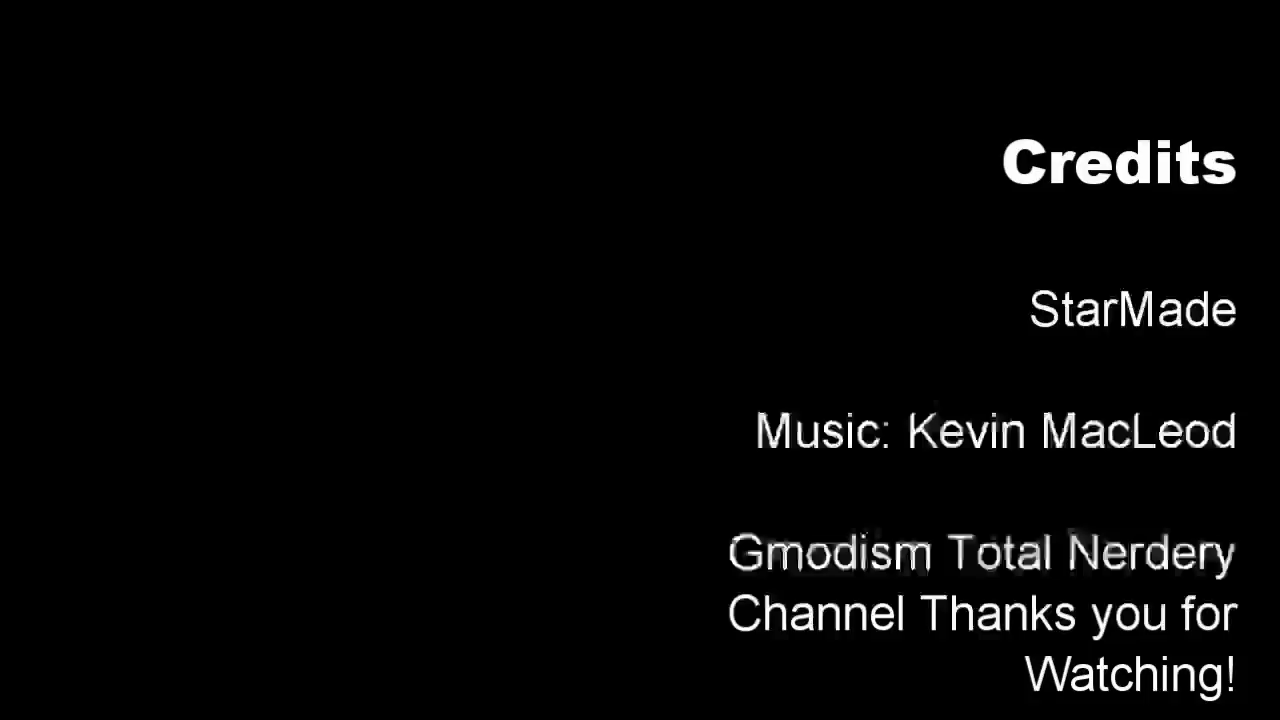 Credits
StarMade
Music: Kevin MacLeod
Gmodism Total Nerdery
Channel Thanks you for
Watching!